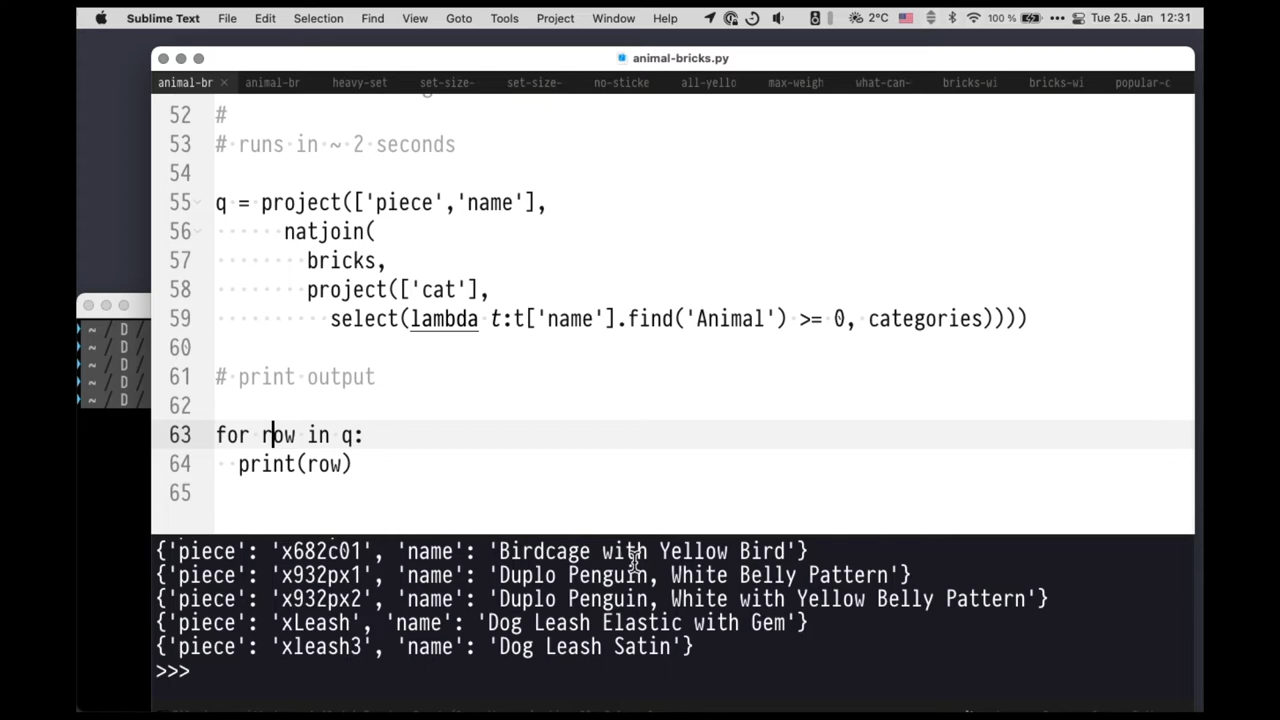 Sublime Text File Edit Selection Find View Goto Tools Project Window Help 2°C 100 % Tue 25. Jan 12:31
animal-bricks.py
animal-br × animal-br heavy-set set-size- set-size- no-sticke all-yello max-weigh what-can- bricks-wi bricks-wi popular-c
52 #
53 # runs in ~ 2 seconds
54
55 q = project(['piece','name'],
56 natjoin(
57 bricks,
58 project(['cat'],
59 select(lambda t:t['name'].find('Animal') >= 0, categories))))
60
61 # print output
62
63 for row in q:
64 print(row)
65
~ / D /
~ / D /
~ / D /
~ / D /
~ / D /
{'piece': 'x682c01', 'name': 'Birdcage with Yellow Bird'}
{'piece': 'x932px1', 'name': 'Duplo Penguin, White Belly Pattern'}
{'piece': 'x932px2', 'name': 'Duplo Penguin, White with Yellow Belly Pattern'}
{'piece': 'xLeash', 'name': 'Dog Leash Elastic with Gem'}
{'piece': 'xleash3', 'name': 'Dog Leash Satin'}
>>>